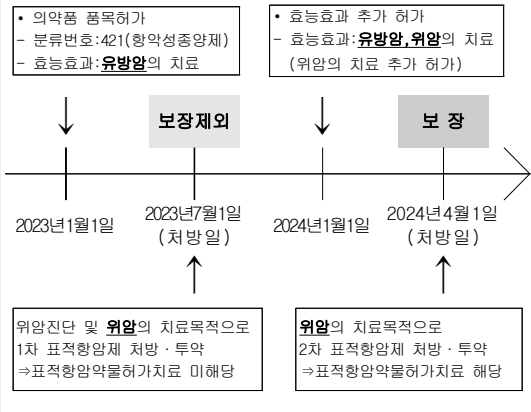 • 의약품 품목허가
- 분류번호:421(항악성종양제)
- 효능효과:유방암의 치료
• 효능효과 추가 허가
- 효능효과:유방암,위암의 치료
(위암의 치료 추가 허가)
보장제외
보 장
2023년1월1일
2023년7월1일
(처방일)
2024년1월1일
2024년4월1일
(처방일)
위암진단 및 위암의 치료목적으로
1차 표적항암제 처방·투약
⇒표적항암약물허가치료 미해당
위암의 치료목적으로
2차 표적항암제 처방·투약
⇒표적항암약물허가치료 해당